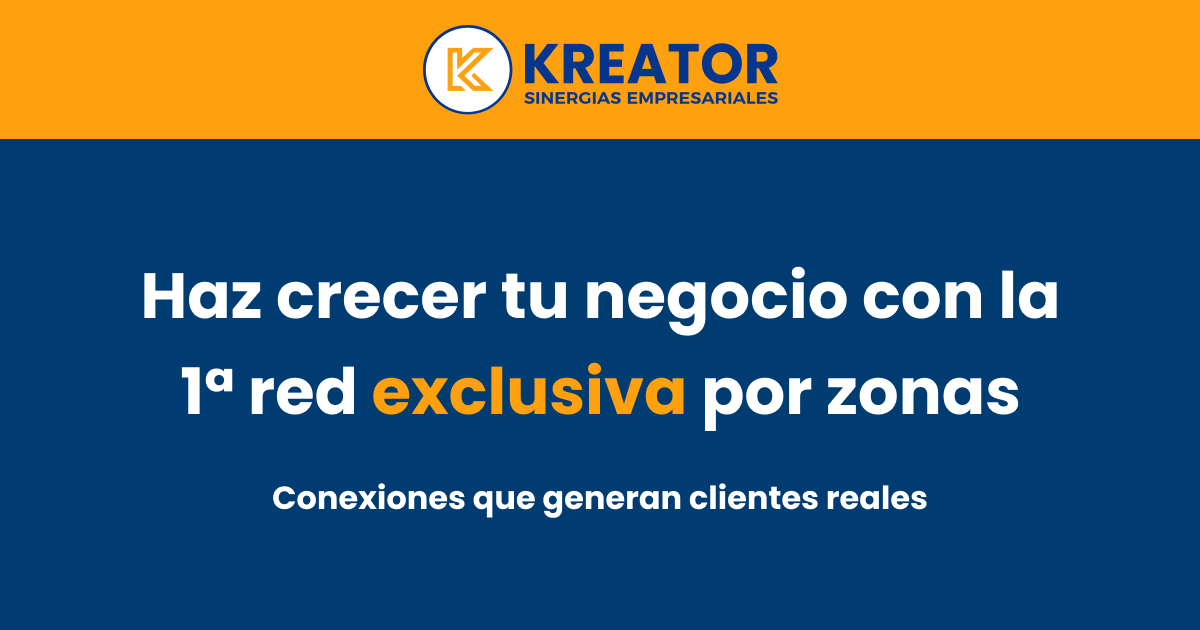 KREATOR
SINERGIAS EMPRESARIALES
Haz crecer tu negocio con la
1ª red exclusiva por zonas
Conexiones que generan clientes reales